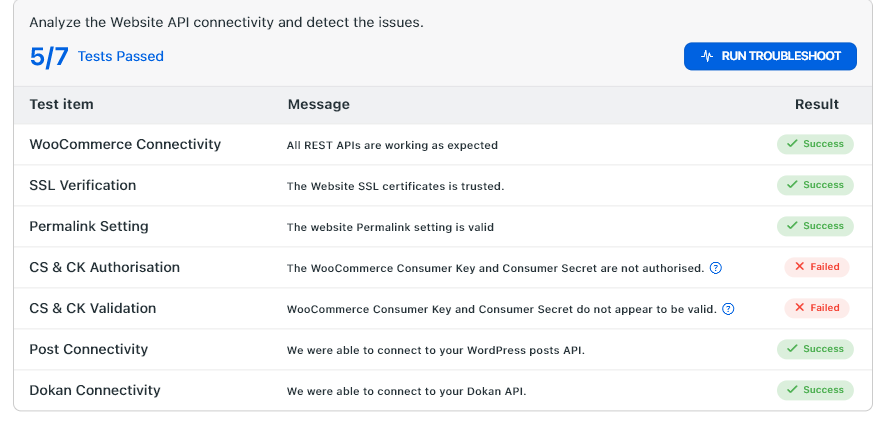 Analyze the Website API connectivity and detect the issues.
5/7 Tests Passed
RUN TROUBLESHOOT
Test item Message Result
WooCommerce Connectivity All REST APIs are working as expected Success
SSL Verification The Website SSL certificates is trusted. Success
Permalink Setting The website Permalink setting is valid Success
CS & CK Authorisation The WooCommerce Consumer Key and Consumer Secret are not authorised. Failed
CS & CK Validation WooCommerce Consumer Key and Consumer Secret do not appear to be valid. Failed
Post Connectivity We were able to connect to your WordPress posts API. Success
Dokan Connectivity We were able to connect to your Dokan API. Success